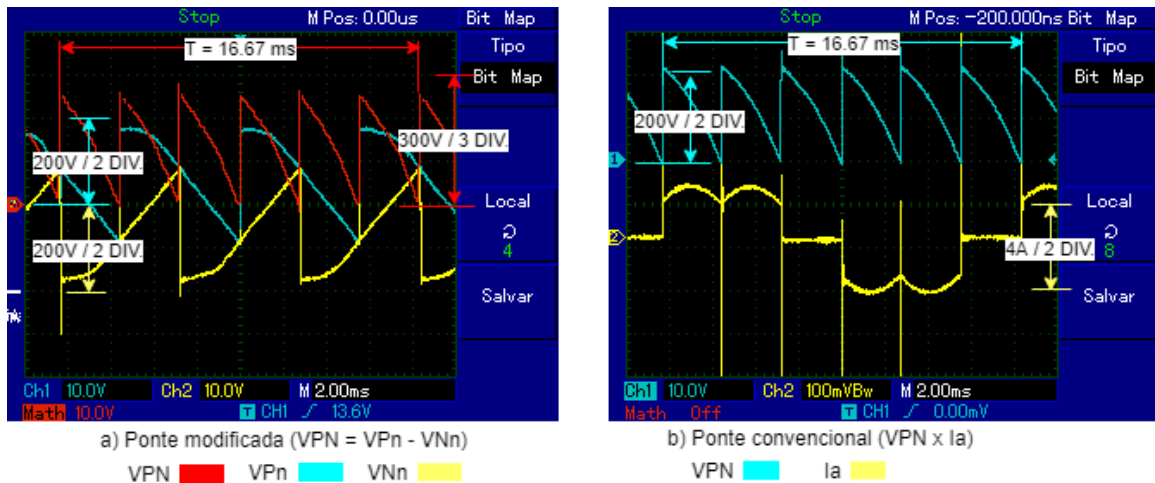 Stop M Pos: 0.00us Bit Map
T = 16.67 ms
Tipo
Bit Map
300V / 3 DIV.
200V / 2 DIV.
Local
4
200V / 2 DIV.
Salvar
Ch1 10.0V Ch2 10.0V M 2.00ms
Math 10.0V T CH1 13.6V
a) Ponte modificada (VPN = VPn - VNn)
VPN VPn VNn
Stop M Pos: -200.000ns Bit Map
T = 16.67 ms
Tipo
Bit Map
200V / 2 DIV.
1
Local
2
4A / 2 DIV.
8
Salvar
Ch1 10.0V Ch2 100mVBw M 2.00ms
Math Off T CH1 0.00mV
b) Ponte convencional (VPN x Ia)
VPN Ia